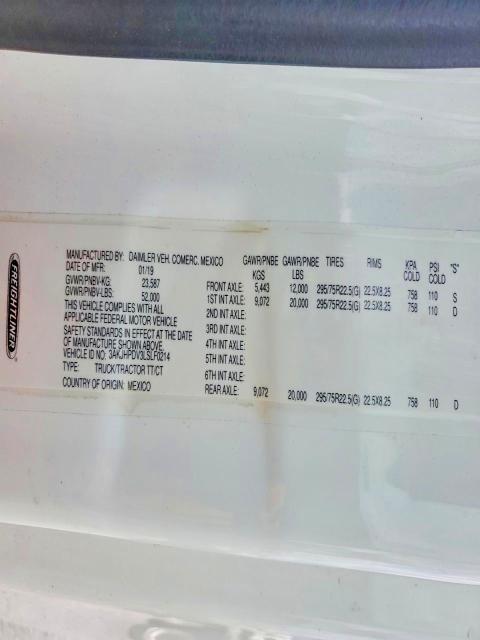 FREIGHTLINER
MANUFACTURED BY: DAIMLER VEH. COMERC. MEXICO
DATE OF MFR: 01/19
GVWR/PNBV-KG: 23,587
GVWR/PNBV-LBS: 52,000
THIS VEHICLE COMPLIES WITH ALL
APPLICABLE FEDERAL MOTOR VEHICLE
SAFETY STANDARDS IN EFFECT AT THE DATE
OF MANUFACTURE SHOWN ABOVE.
VEHICLE ID: 3AKJHPDV3LSLF0214
TYPE: TRUCK/TRACTOR TT/CT
COUNTRY OF ORIGIN: MEXICO
GAWR/PNBE GAWR/PNBE TIRES RIMS KPA PSI "S"
KGS LBS COLD COLD
FRONT AXLE: 5,443 12,000 295/75R22.5(G) 22.5X8.25 758 110 S
1ST INT AXLE: 9,072 20,000 295/75R22.5(G) 22.5X8.25 758 110 D
2ND INT AXLE:
3RD INT AXLE:
4TH INT AXLE:
5TH INT AXLE:
6TH INT AXLE:
REAR AXLE: 9,072 20,000 295/75R22.5(G) 22.5X8.25 758 110 D